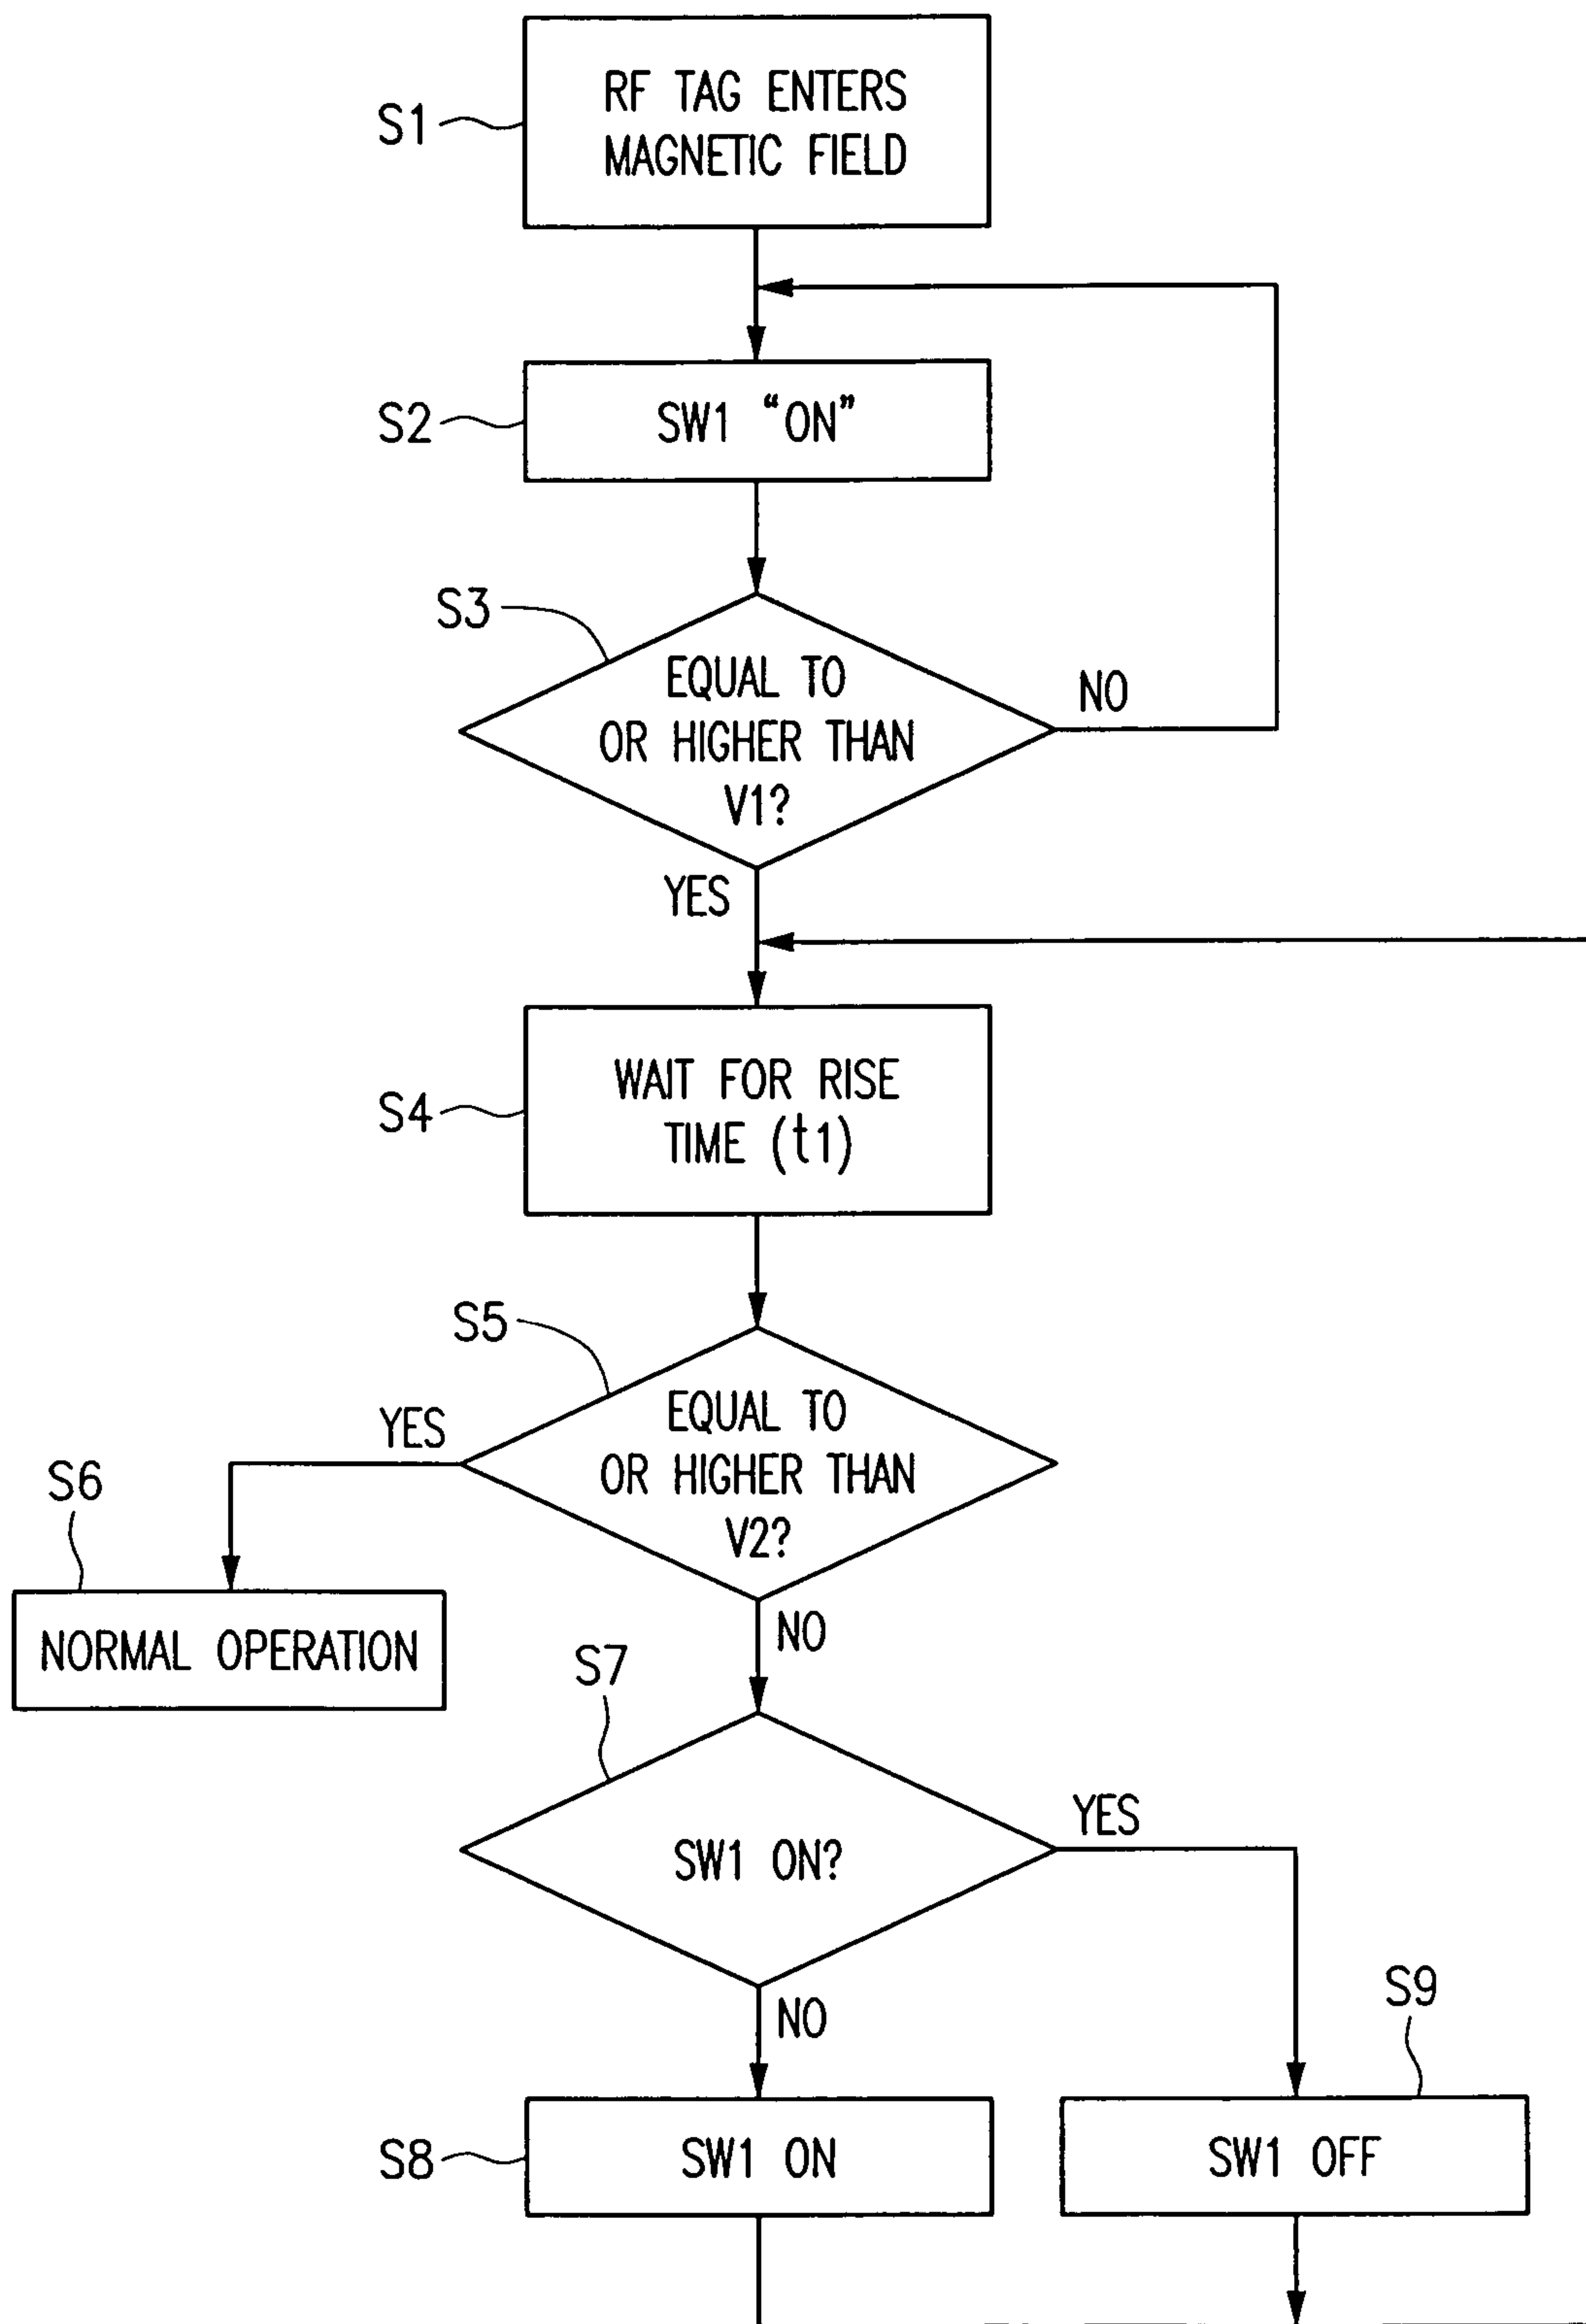 S1
RF TAG ENTERS
MAGNETIC FIELD
S2
SW1 “ON”
S3
EQUAL TO
OR HIGHER THAN
V1?
NO
YES
S4
WAIT FOR RISE
TIME (t1)
S5
EQUAL TO
OR HIGHER THAN
V2?
YES
S6
NORMAL OPERATION
NO
S7
SW1 ON?
YES
NO
S8
SW1 ON
S9
SW1 OFF